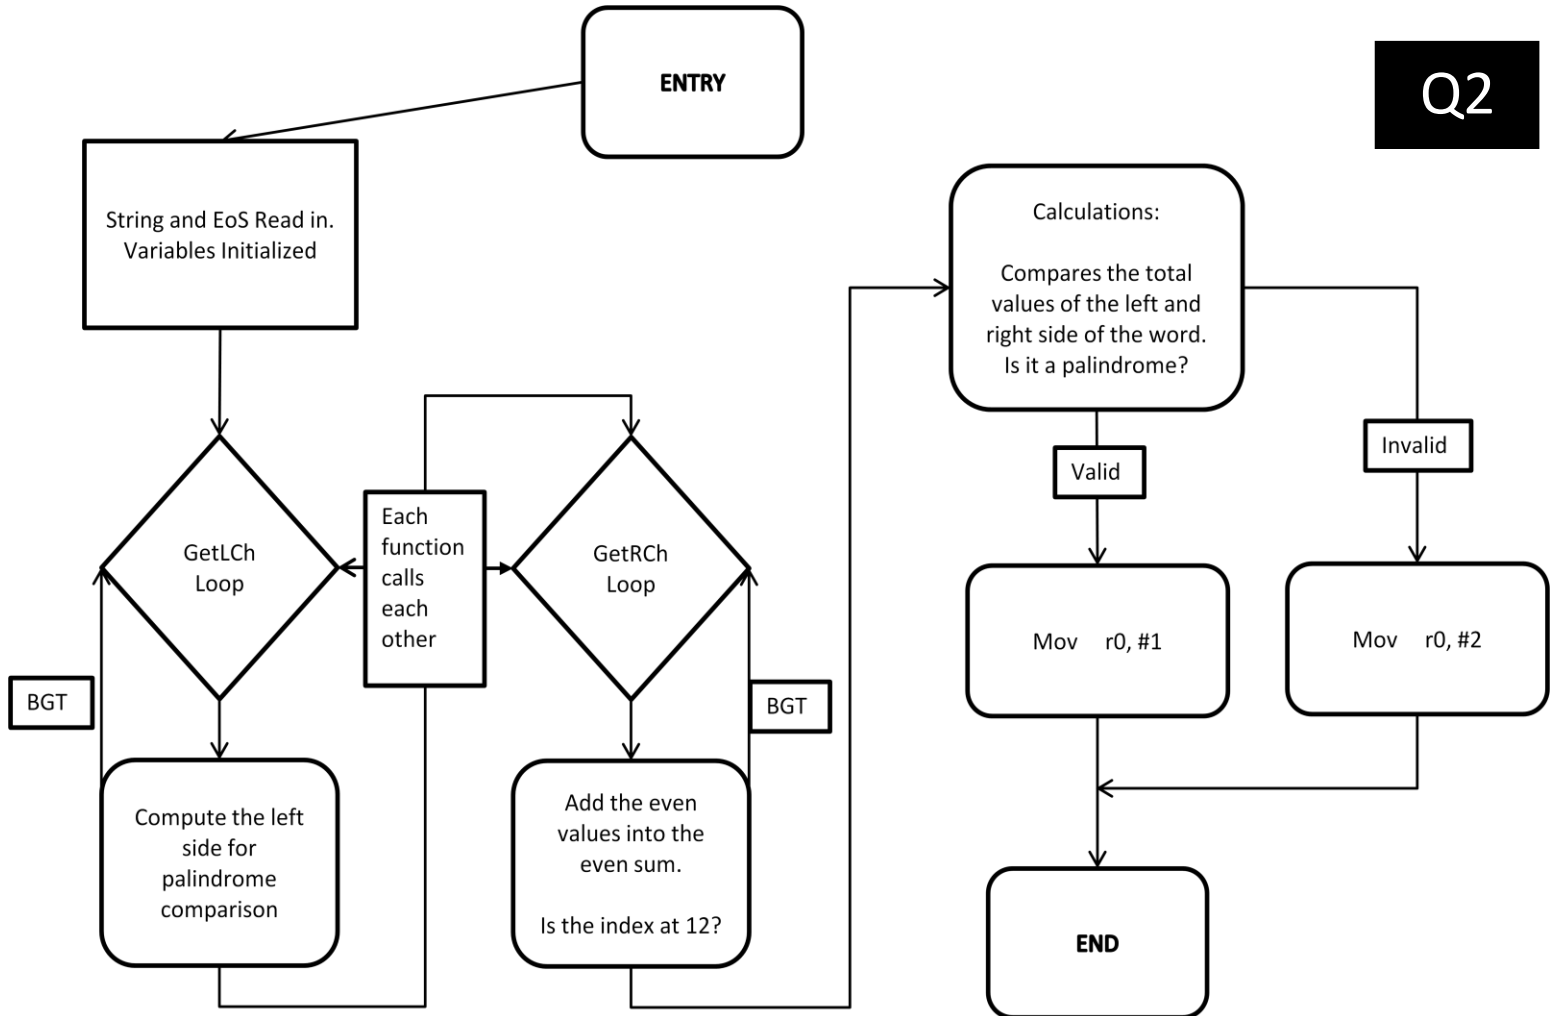 ENTRY
Q2
String and EoS Read in.
Variables Initialized
Calculations:
Compares the total
values of the left and
right side of the word.
Is it a palindrome?
Valid
Invalid
GetLCh
Loop
Each
function
calls
each
other
GetRCh
Loop
BGT
BGT
Mov r0, #1
Mov r0, #2
Compute the left
side for
palindrome
comparison
Add the even
values into the
even sum.
Is the index at 12?
END